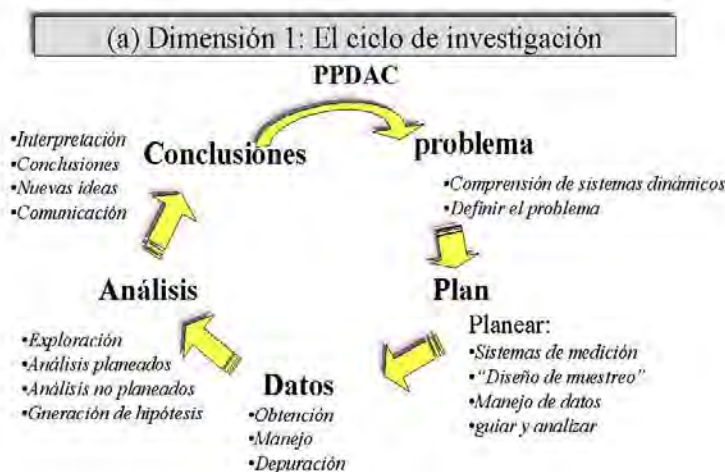 (a) Dimensión 1: El ciclo de investigación
PPDAC
problema
•Comprensión de sistemas dinámicos
•Definir el problema
Plan
Planear:
•Sistemas de medición
•“Diseño de muestreo”
•Manejo de datos
•guiar y analizar
Datos
•Obtención
•Manejo
•Depuración
Análisis
•Exploración
•Análisis planeados
•Análisis no planeados
•Gneración de hipótesis
Conclusiones
•Interpretación
•Conclusiones
•Nuevas ideas
•Comunicación